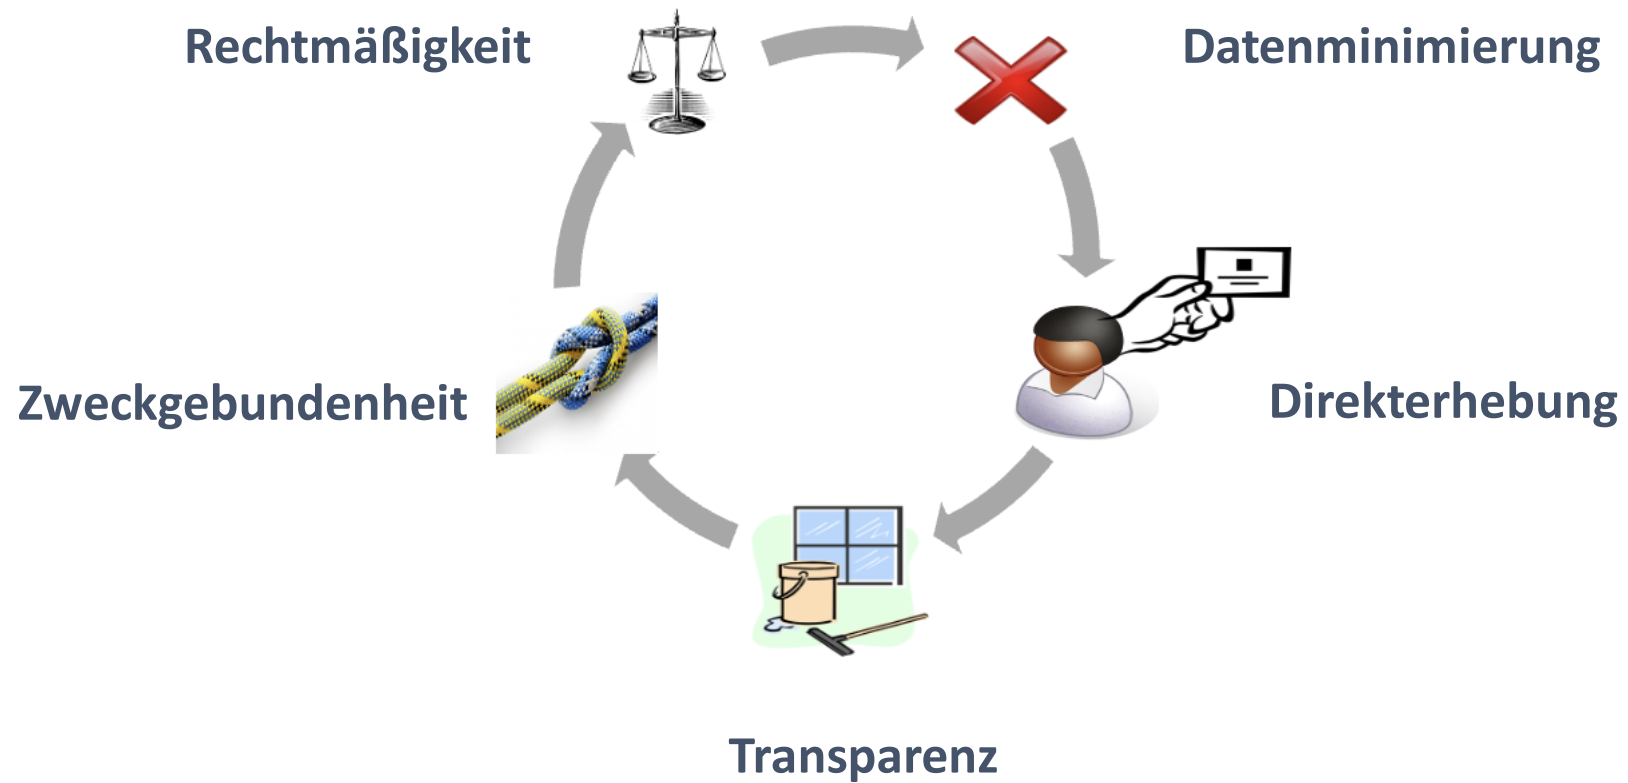 Rechtmäßigkeit
Datenminimierung
Zweckgebundenheit
Direkterhebung
Transparenz